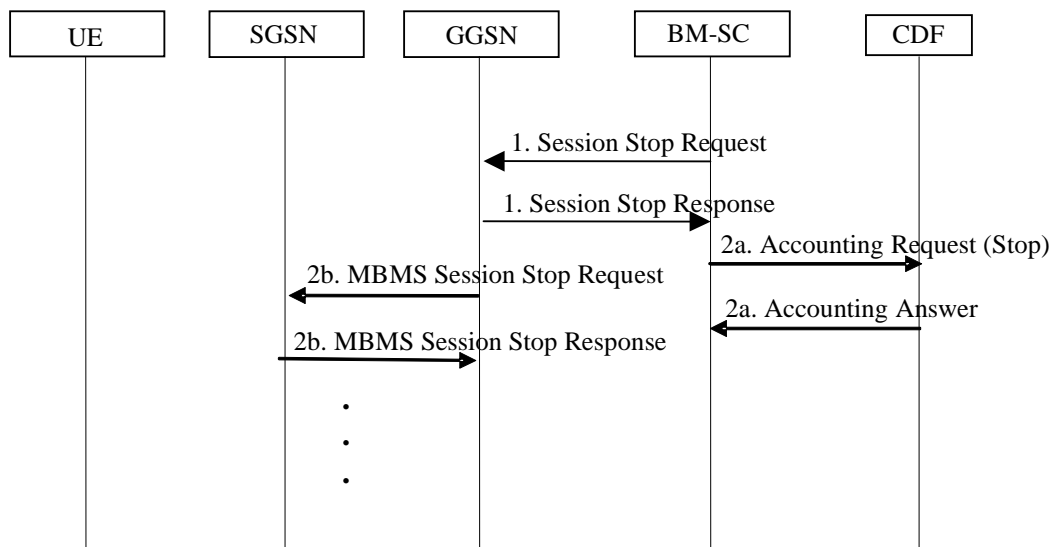 UE
SGSN
GGSN
BM-SC
CDF
1. Session Stop Request
1. Session Stop Response
2a. Accounting Request (Stop)
2b. MBMS Session Stop Request
2a. Accounting Answer
2b. MBMS Session Stop Response